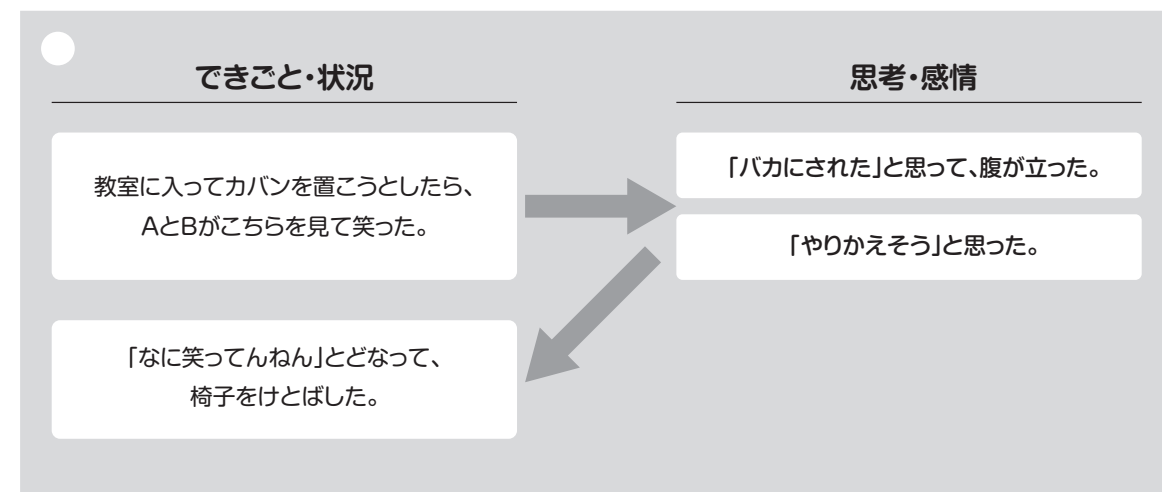 できごと・状況
思考・感情
教室に入ってカバンを置こうとしたら、
AとBがこちらを見て笑った。
「バカにされた」と思って、腹が立った。
「やりかえそう」と思った。
「なに笑ってんねん」とどなって、
椅子をけとばした。